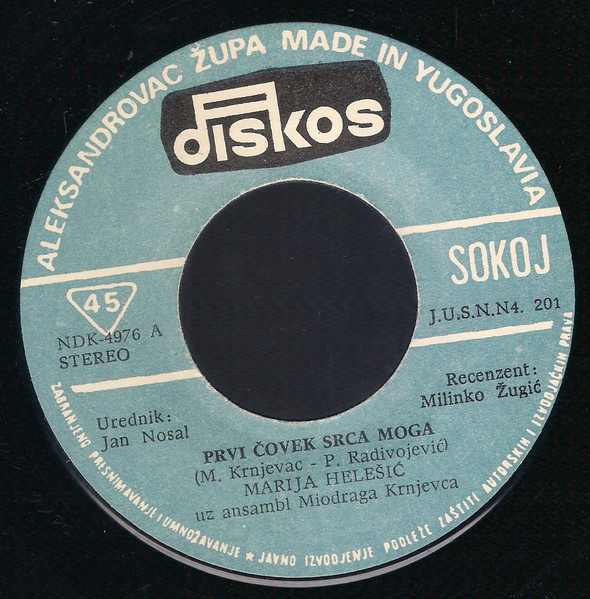 ALEKSANDROVAC ŽUPA MADE IN YUGOSLAVIA
diskos
SOKOJ
45
NDK-4976 A
STEREO
J.U.S.N.N4. 201
Urednik:
Jan Nosal
Recenzent:
Milinko Žugić
PRVI ČOVEK SRCA MOGA
(M. Krnjevac - P. Radivojević)
MARIJA HELEŠIĆ
uz ansambl Miodraga Krnjevca
ZABRANJENO PRESNIMAVANJE I UMNOŽAVANJE ★ JAVNO IZVODJENJE PODLEŽE ZAŠTITI AUTORSKIH I IZVODJAČKIH PRAVA